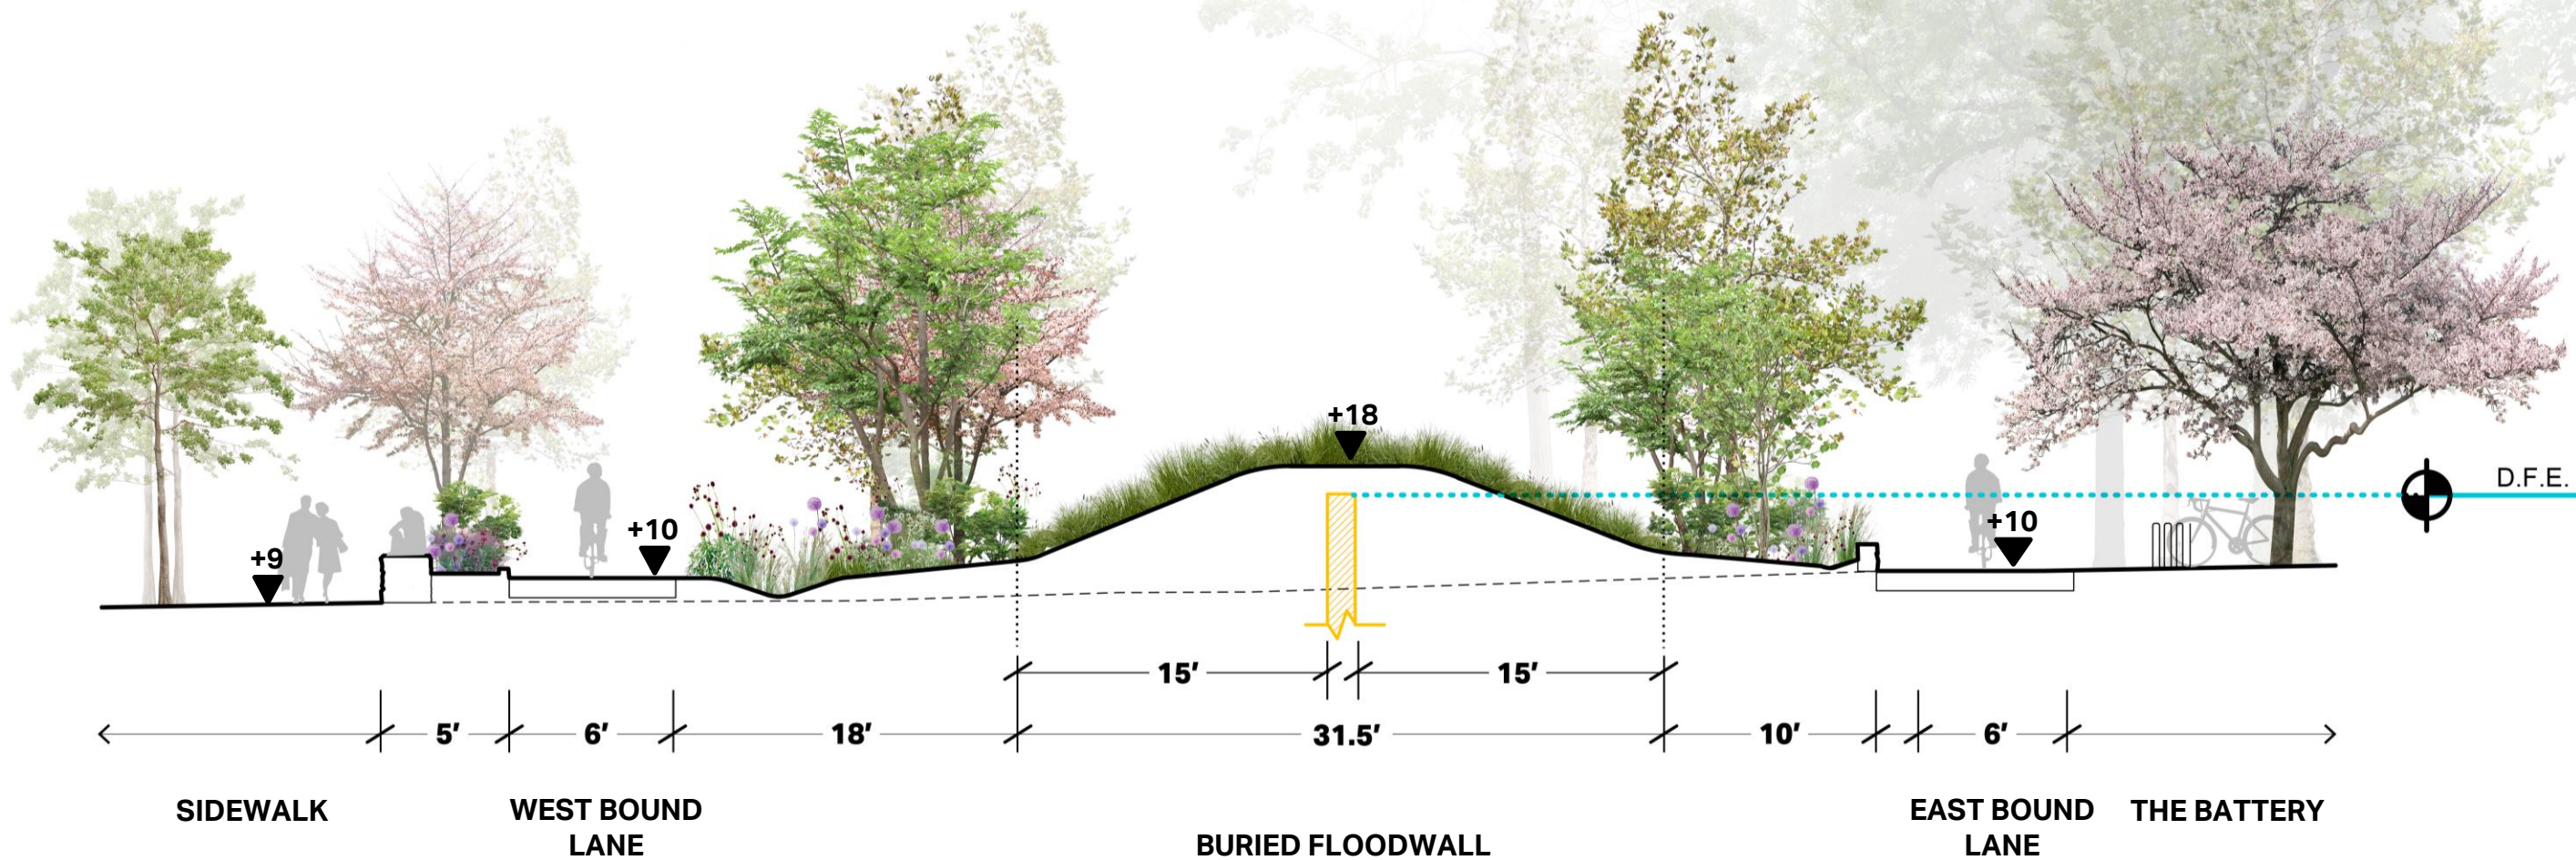 +18
D.F.E.
+10
+10
+9
15′
15′
5′
6′
18′
31.5′
10′
6′
SIDEWALK
WEST BOUND
LANE
BURIED FLOODWALL
EAST BOUND
LANE
THE BATTERY